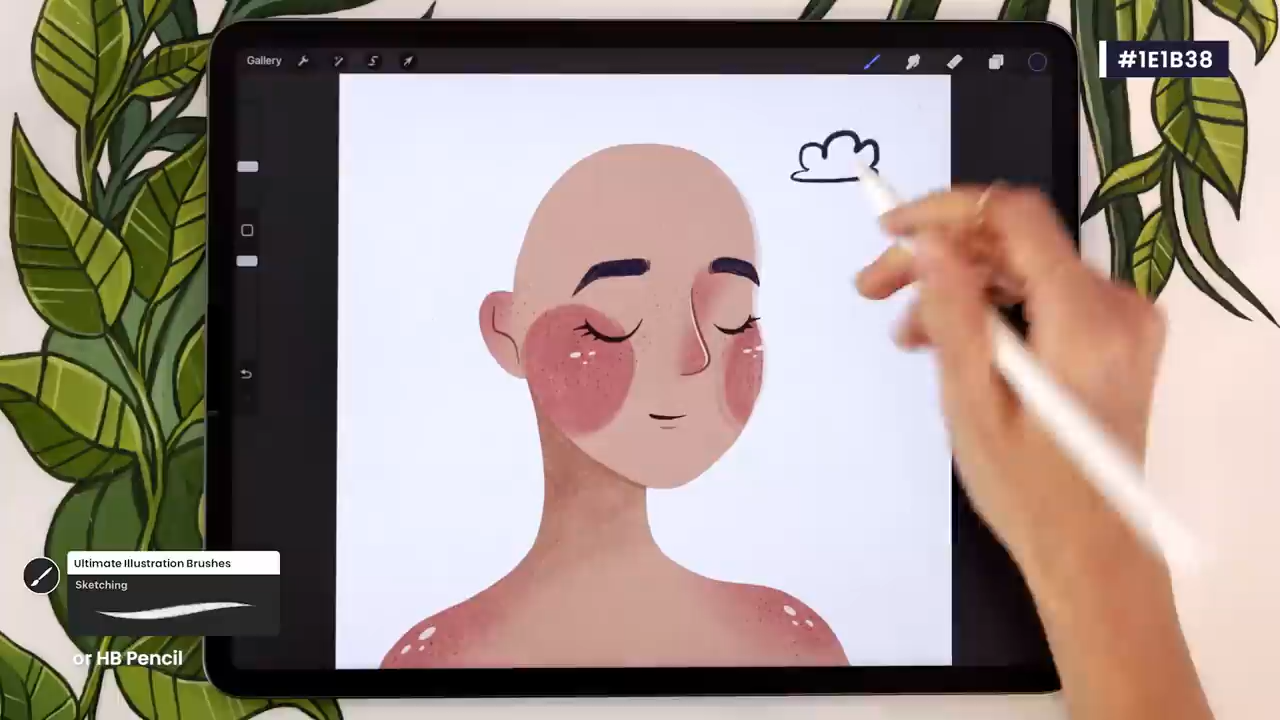 Gallery
#1E1B38
Ultimate Illustration Brushes
Sketching
or HB Pencil